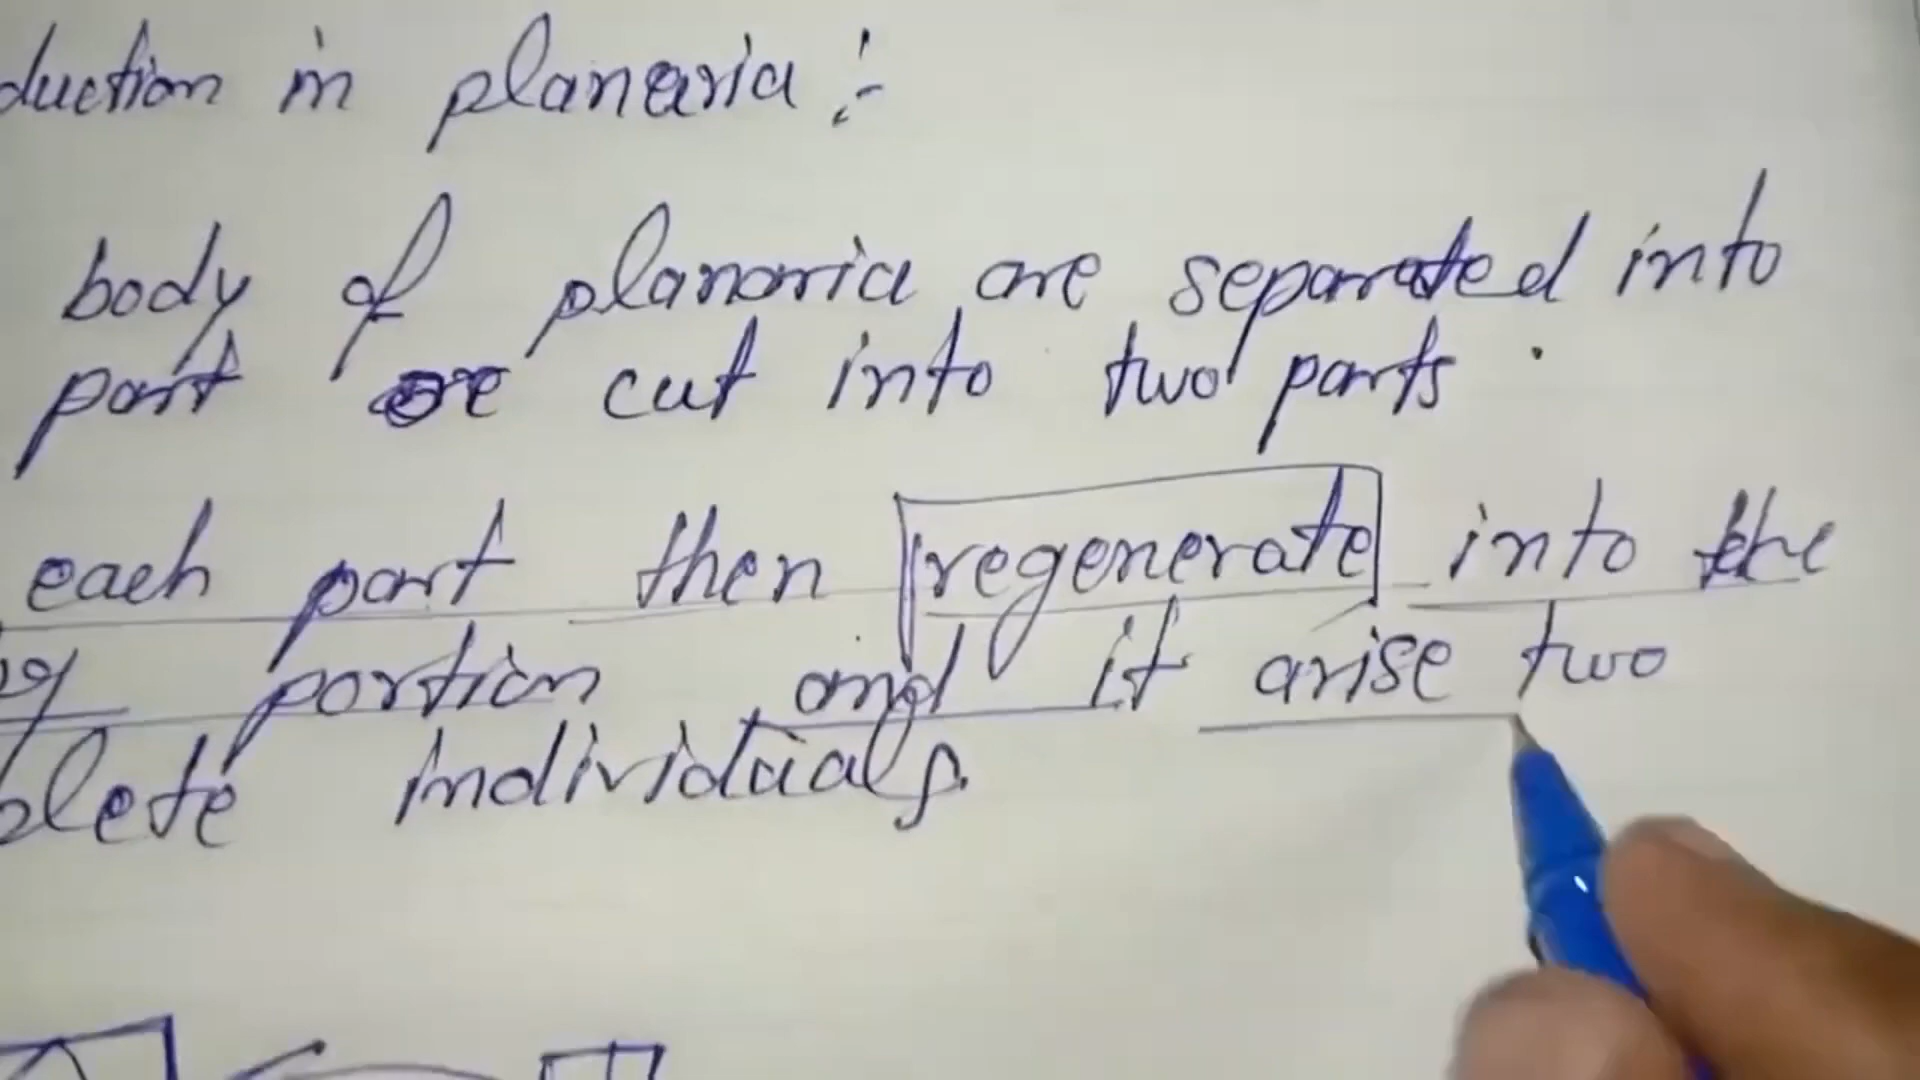 duction in planaria :-
body of planaria are separated into
part or cut into two parts .
each part then regenerate into the
portion and it arise two
plete individuals.